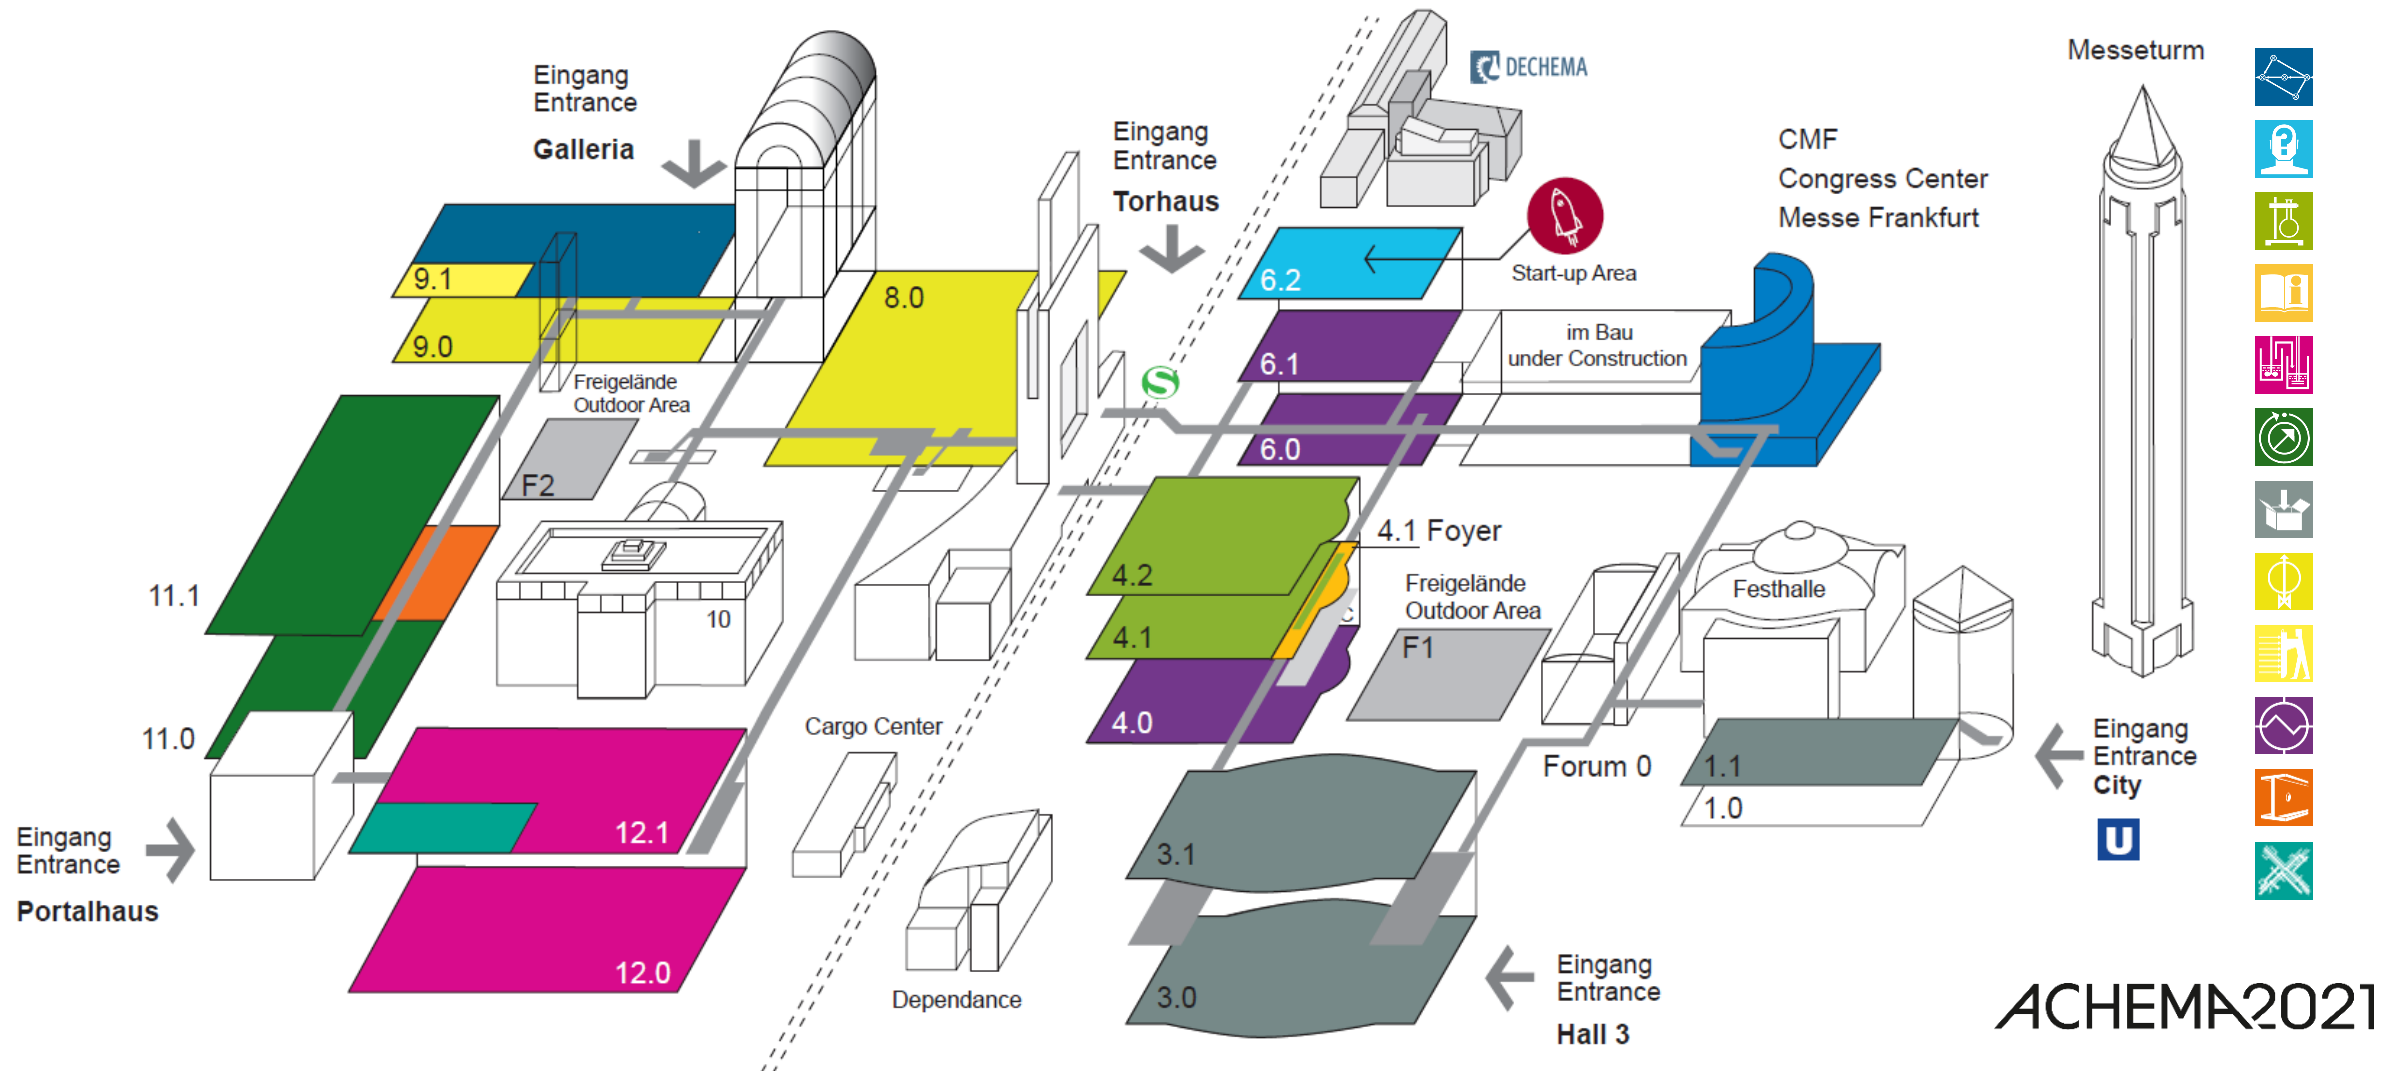 Eingang
Entrance
Galleria
Eingang
Entrance
Torhaus
DECHEMA
Messeturm
CMF
Congress Center
Messe Frankfurt
Start-up Area
9.1
9.0
8.0
6.2
6.1
6.0
im Bau
under Construction
S
Freigelände
Outdoor Area
F2
11.1
11.0
10
4.2
4.1
4.0
4.1 Foyer
C
Freigelände
Outdoor Area
F1
Festhalle
Forum 0
1.1
1.0
Eingang
Entrance
City
U
Cargo Center
Eingang
Entrance
Portalhaus
12.1
12.0
Dependance
3.1
3.0
Eingang
Entrance
Hall 3
ACHEMA2021